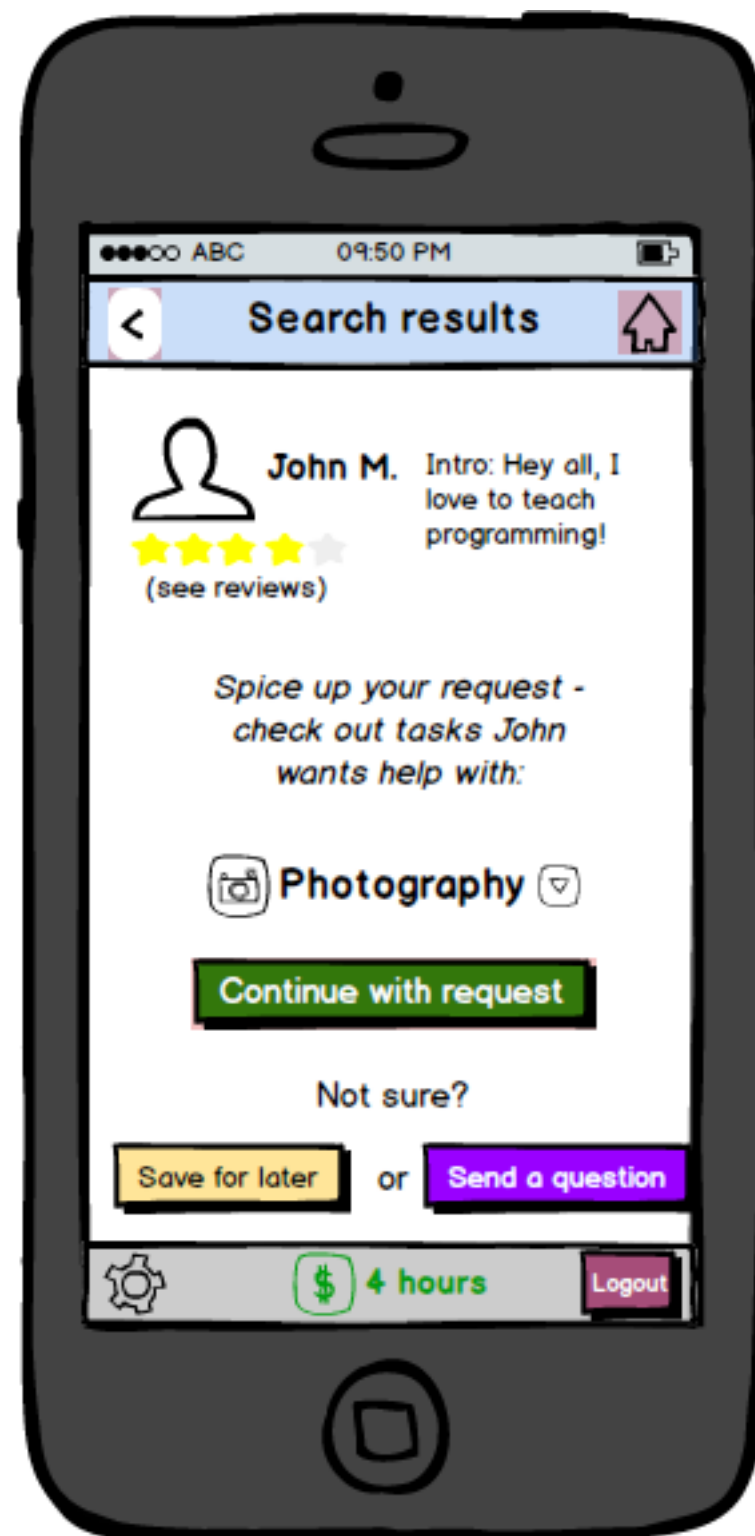 ABC 09:50 PM
< Search results
John M.
Intro: Hey all, I
love to teach
programming!
(see reviews)
Spice up your request -
check out tasks John
wants help with:
Photography
Continue with request
Not sure?
Save for later or Send a question
$ 4 hours Logout